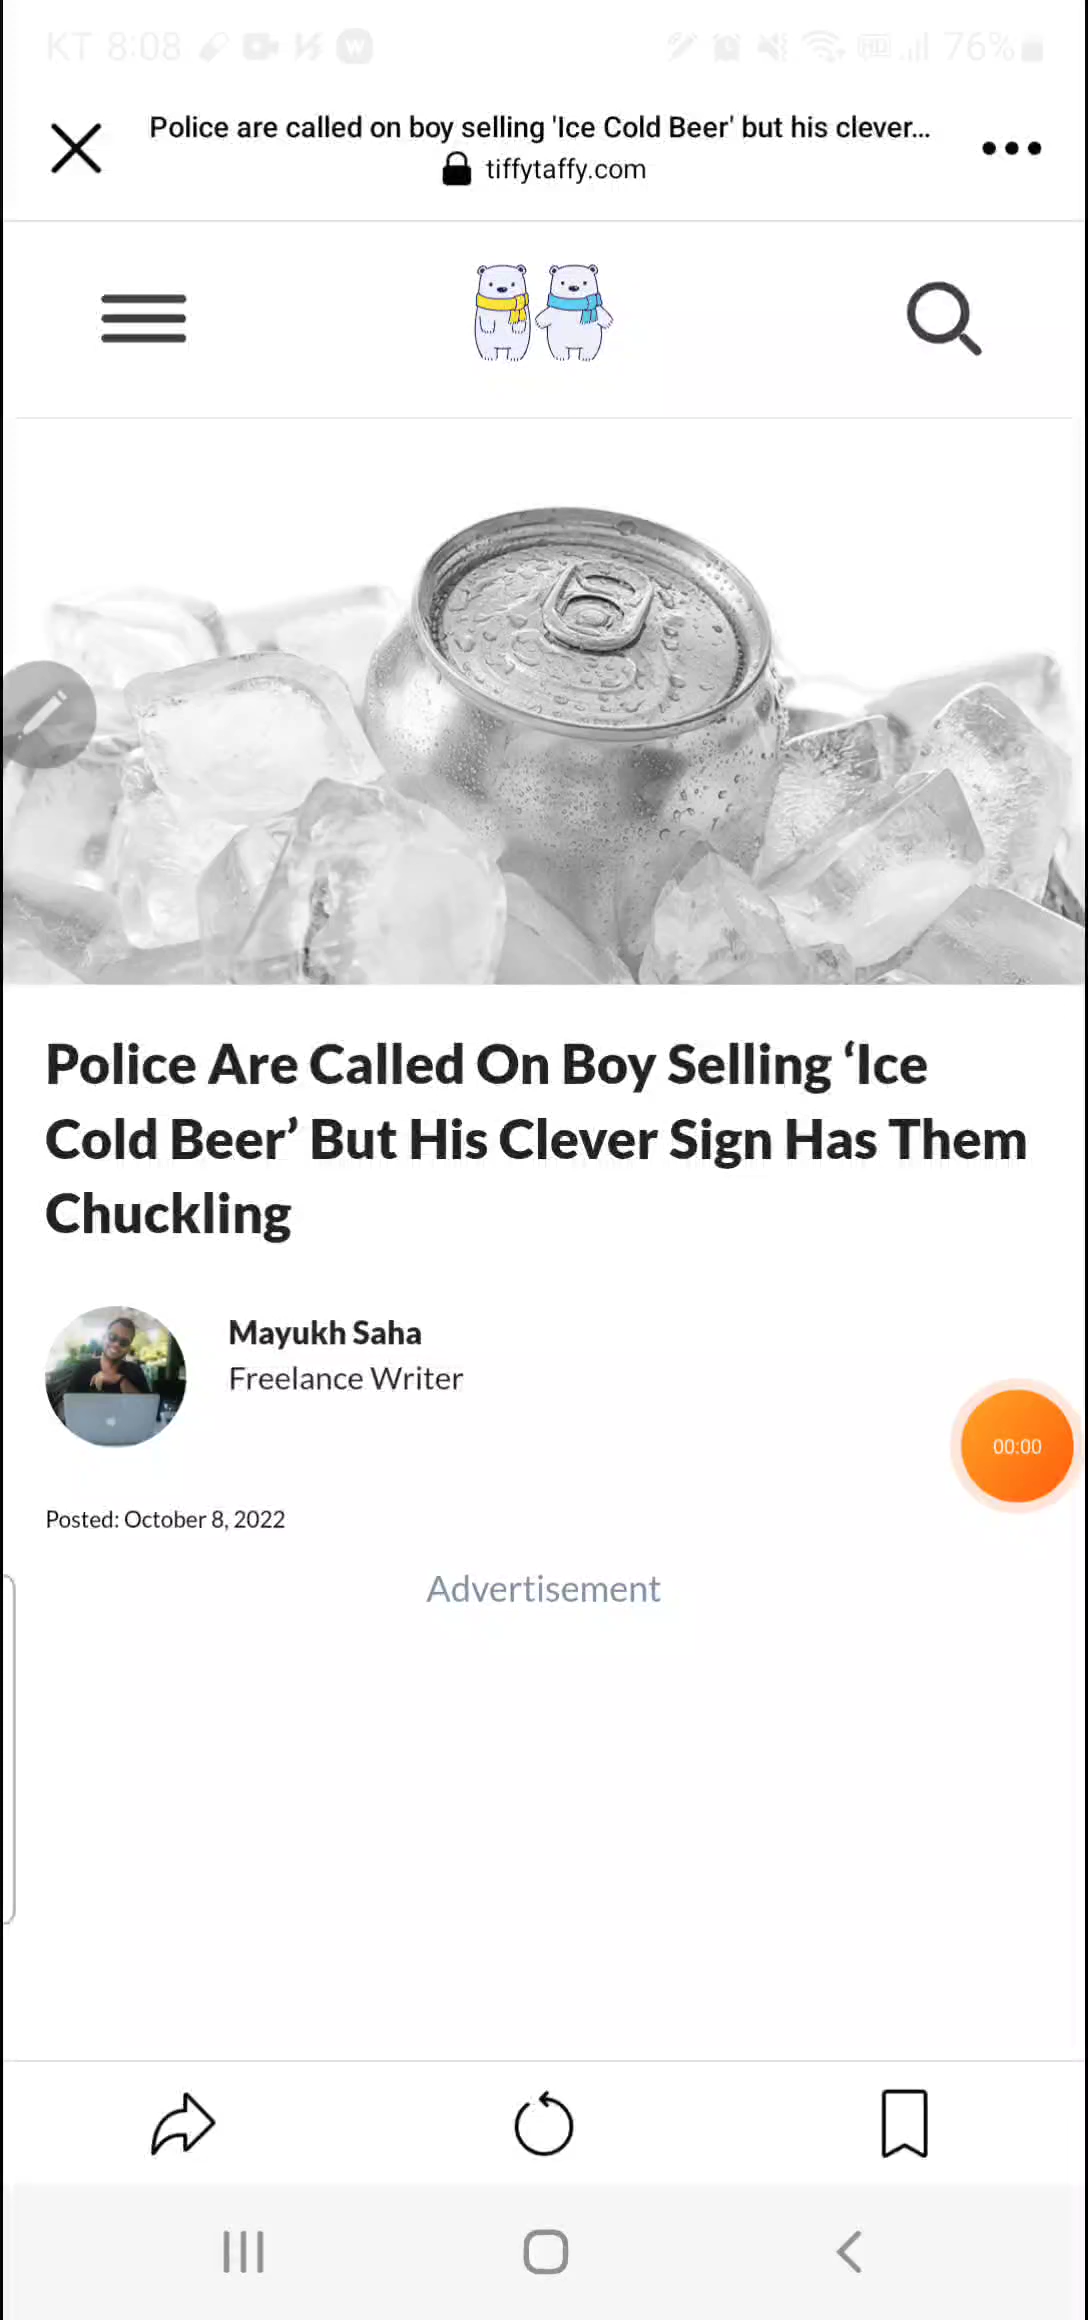 KT 8:08
W
HD
76%
Police are called on boy selling 'Ice Cold Beer' but his clever...
tiffytaffy.com
Police Are Called On Boy Selling ‘Ice
Cold Beer’ But His Clever Sign Has Them
Chuckling
Mayukh Saha
Freelance Writer
00:00
Posted: October 8, 2022
Advertisement